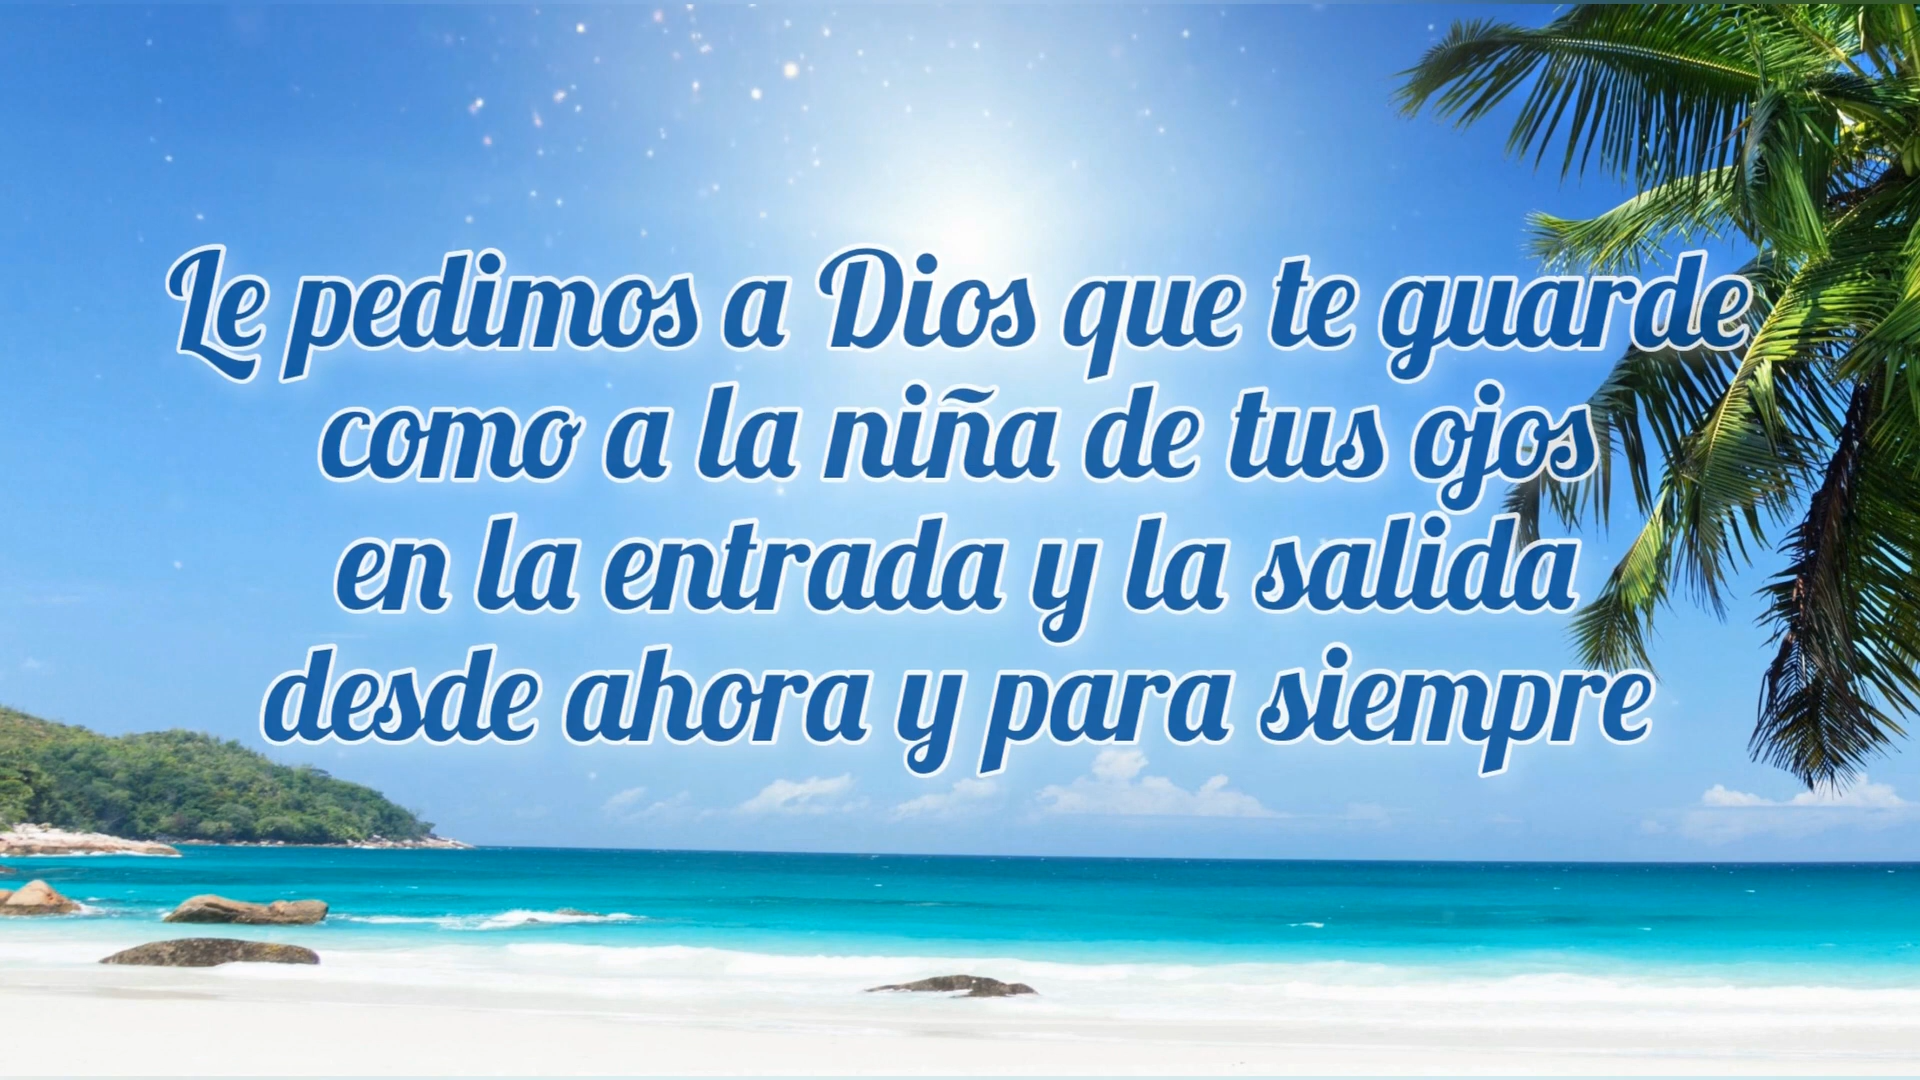 Le pedimos a Dios que te guarde
como a la niña de tus ojos
en la entrada y la salida
desde ahora y para siempre